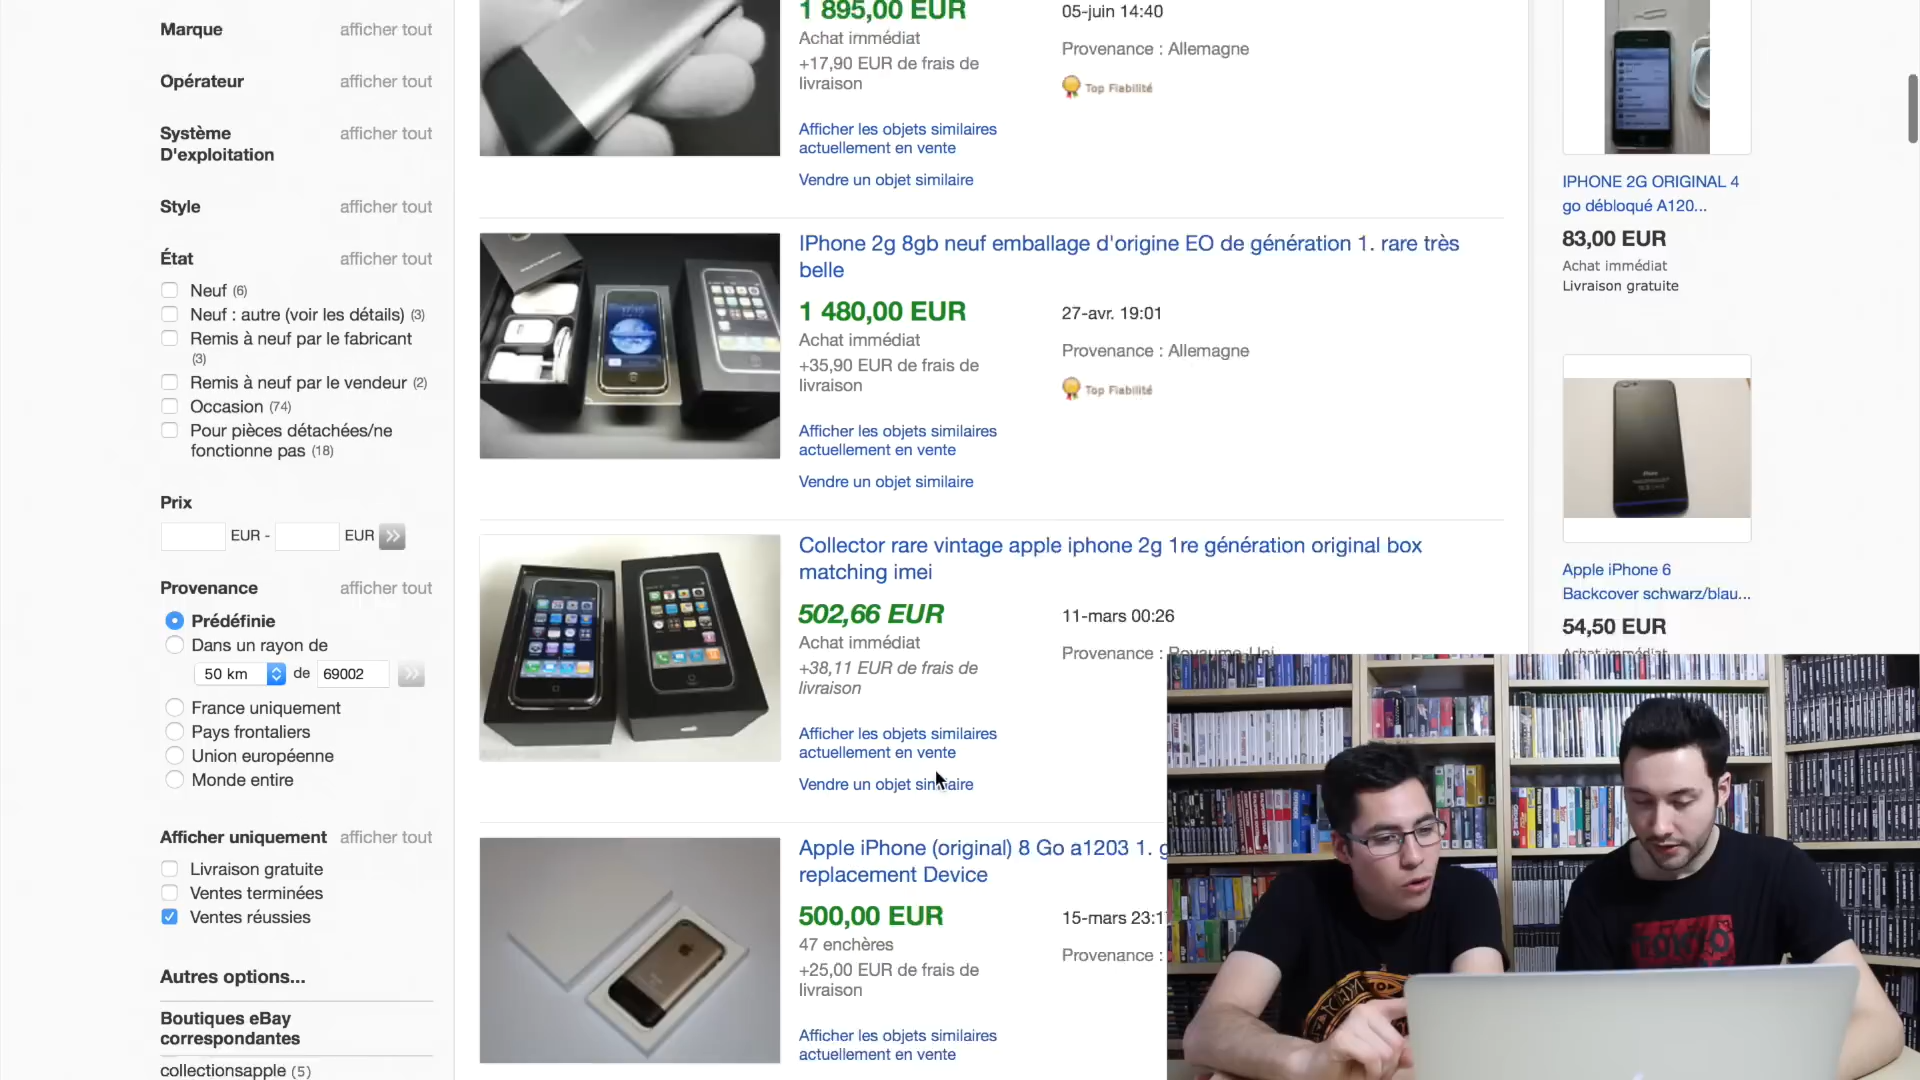 Marque afficher tout
Opérateur afficher tout
Système
D'exploitation afficher tout
Style afficher tout
État afficher tout
Neuf (6)
Neuf : autre (voir les détails) (3)
Remis à neuf par le fabricant
(3)
Remis à neuf par le vendeur (2)
Occasion (74)
Pour pièces détachées/ne
fonctionne pas (18)
Prix
EUR - EUR
Provenance afficher tout
Prédéfinie
Dans un rayon de
50 km de 69002
France uniquement
Pays frontaliers
Union européenne
Monde entire
Afficher uniquement afficher tout
Livraison gratuite
Ventes terminées
Ventes réussies
Autres options...
Boutiques eBay
correspondantes
collectionsapple (5)
1 895,00 EUR
Achat immédiat
+17,90 EUR de frais de
livraison
05-juin 14:40
Provenance : Allemagne
Top Fiabilité
Afficher les objets similaires
actuellement en vente
Vendre un objet similaire
IPhone 2g 8gb neuf emballage d'origine EO de génération 1. rare très
belle
1 480,00 EUR
Achat immédiat
+35,90 EUR de frais de
livraison
27-avr. 19:01
Provenance : Allemagne
Top Fiabilité
Afficher les objets similaires
actuellement en vente
Vendre un objet similaire
Collector rare vintage apple iphone 2g 1re génération original box
matching imei
502,66 EUR
Achat immédiat
+38,11 EUR de frais de
livraison
11-mars 00:26
Provenance : Royaume-Uni
Afficher les objets similaires
actuellement en vente
Vendre un objet similaire
Apple iPhone (original) 8 Go a1203 1. g
replacement Device
500,00 EUR
47 enchères
+25,00 EUR de frais de
livraison
15-mars 23:1
Provenance :
Afficher les objets similaires
actuellement en vente
IPHONE 2G ORIGINAL 4
go débloqué A120...
83,00 EUR
Achat immédiat
Livraison gratuite
Apple iPhone 6
Backcover schwarz/blau...
54,50 EUR
Achat immédiat
TOKYO